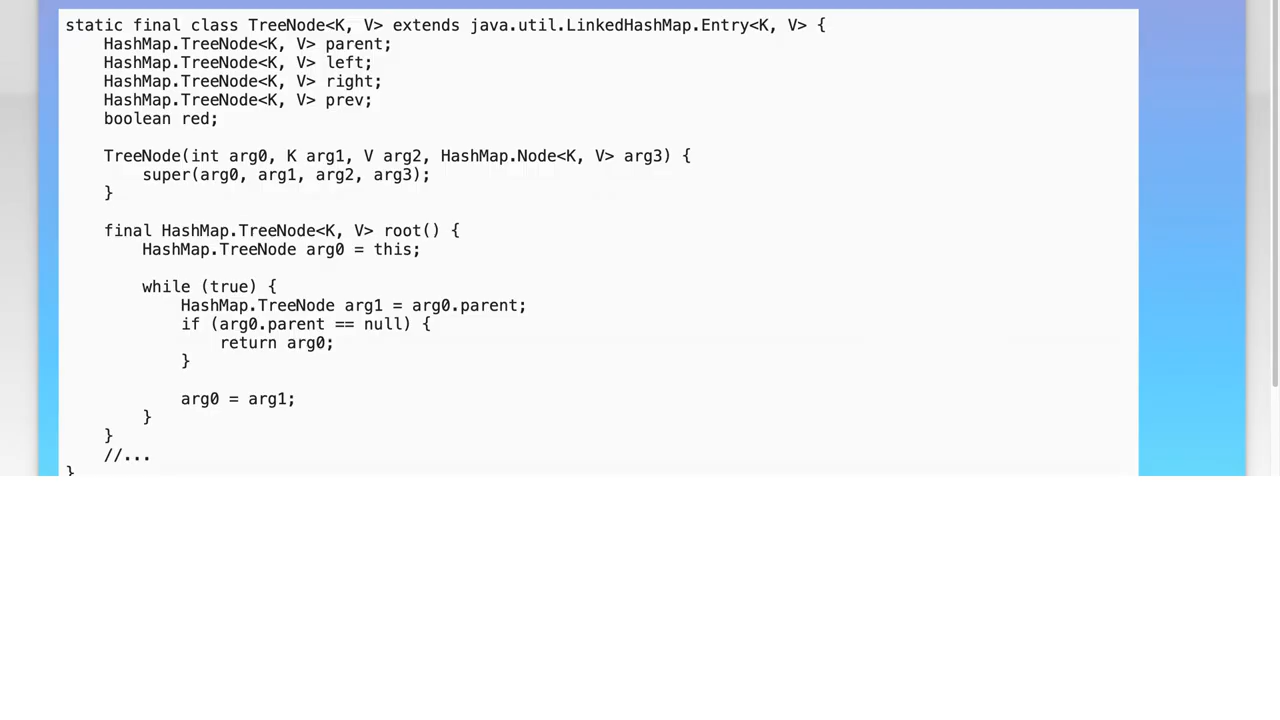 static final class TreeNode<K, V> extends java.util.LinkedHashMap.Entry<K, V> {
    HashMap.TreeNode<K, V> parent;
    HashMap.TreeNode<K, V> left;
    HashMap.TreeNode<K, V> right;
    HashMap.TreeNode<K, V> prev;
    boolean red;

    TreeNode(int arg0, K arg1, V arg2, HashMap.Node<K, V> arg3) {
        super(arg0, arg1, arg2, arg3);
    }

    final HashMap.TreeNode<K, V> root() {
        HashMap.TreeNode arg0 = this;

        while (true) {
            HashMap.TreeNode arg1 = arg0.parent;
            if (arg0.parent == null) {
                return arg0;
            }

            arg0 = arg1;
        }
    }
    //...
}